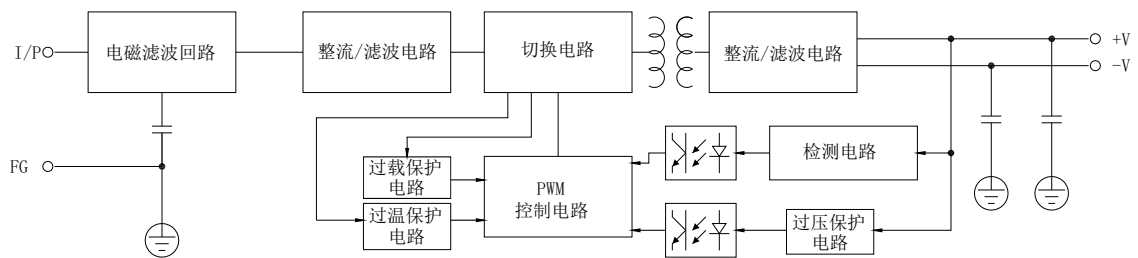 I/P
电磁滤波回路
整流/滤波电路
切换电路
整流/滤波电路
+V
-V
FG
过载保护
电路
过温保护
电路
PWM
控制电路
检测电路
过压保护
电路